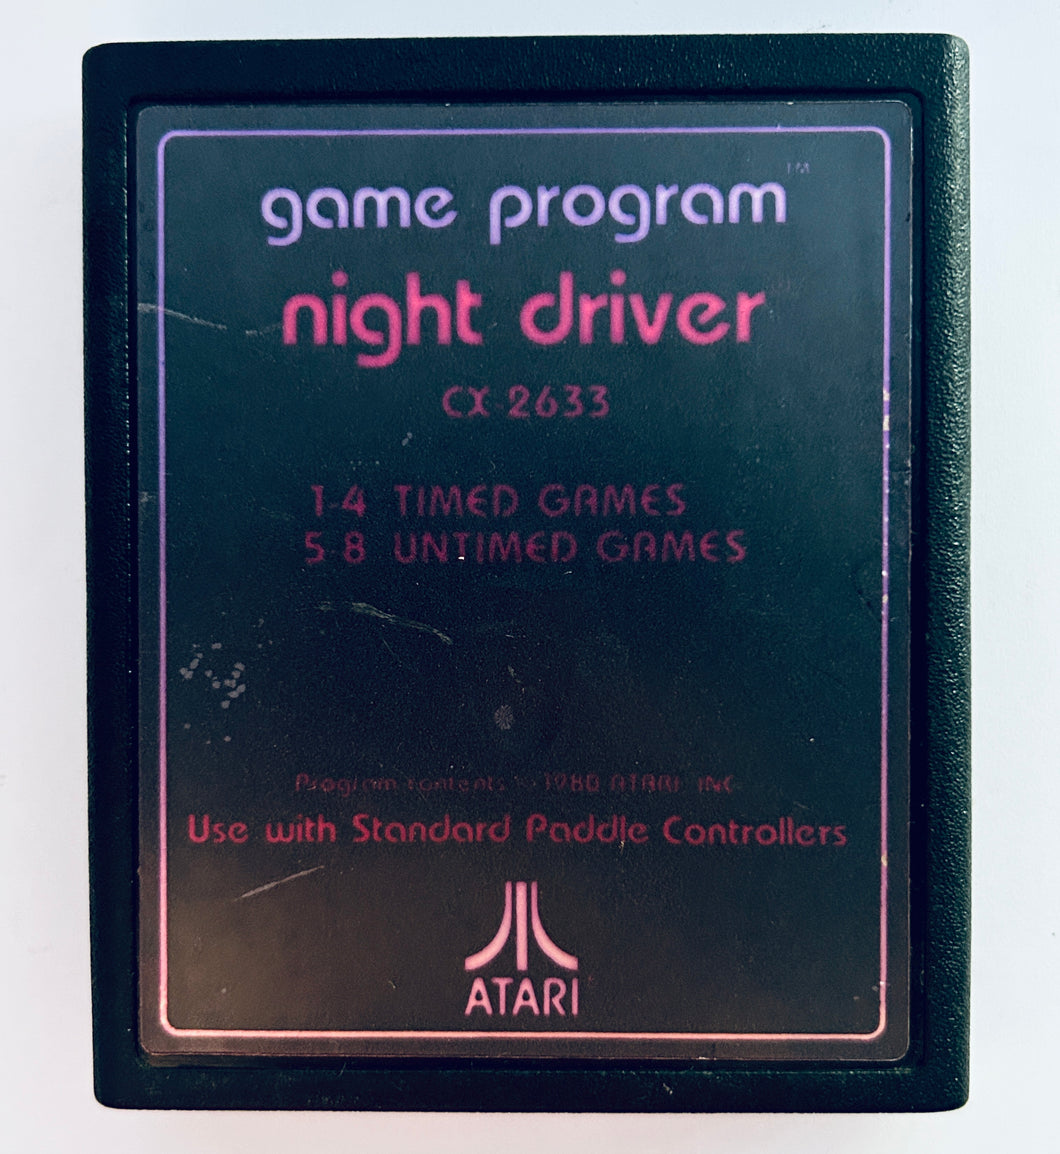 game program™
night driver
CX-2633
1-4 TIMED GAMES
5-8 UNTIMED GAMES
Program contents 1980 ATARI INC
Use with Standard Paddle Controllers
ATARI